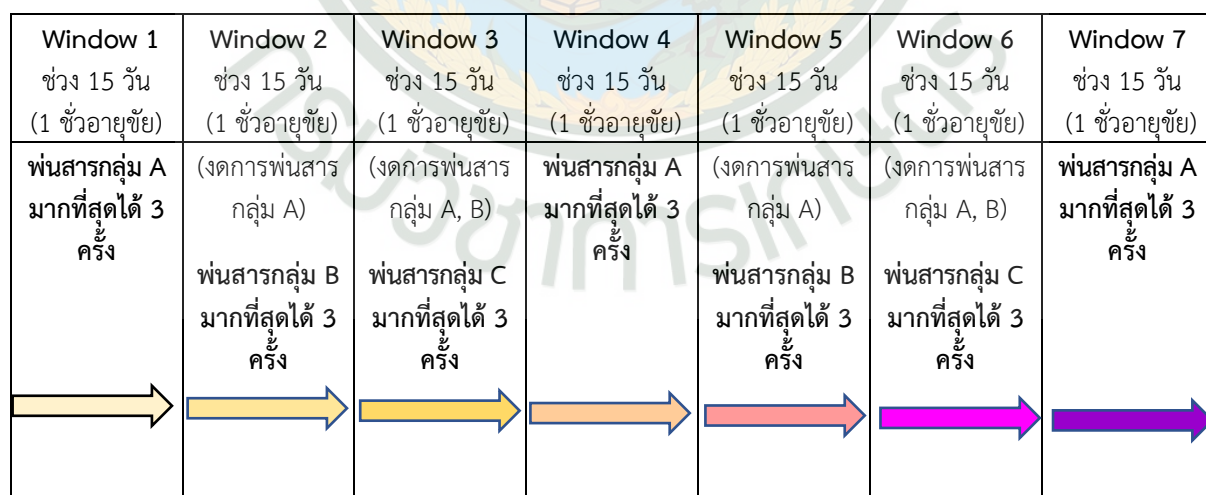 Window 1
ช่วง 15 วัน
(1 ชั่วอายุขัย)
Window 2
ช่วง 15 วัน
(1 ชั่วอายุขัย)
Window 3
ช่วง 15 วัน
(1 ชั่วอายุขัย)
Window 4
ช่วง 15 วัน
(1 ชั่วอายุขัย)
Window 5
ช่วง 15 วัน
(1 ชั่วอายุขัย)
Window 6
ช่วง 15 วัน
(1 ชั่วอายุขัย)
Window 7
ช่วง 15 วัน
(1 ชั่วอายุขัย)
พ่นสารกลุ่ม A
มากที่สุดได้ 3
ครั้ง
(งดการพ่นสาร
กลุ่ม A)
พ่นสารกลุ่ม B
มากที่สุดได้ 3
ครั้ง
(งดการพ่นสาร
กลุ่ม A, B)
พ่นสารกลุ่ม C
มากที่สุดได้ 3
ครั้ง
พ่นสารกลุ่ม A
มากที่สุดได้ 3
ครั้ง
(งดการพ่นสาร
กลุ่ม A)
พ่นสารกลุ่ม B
มากที่สุดได้ 3
ครั้ง
(งดการพ่นสาร
กลุ่ม A, B)
พ่นสารกลุ่ม C
มากที่สุดได้ 3
ครั้ง
พ่นสารกลุ่ม A
มากที่สุดได้ 3
ครั้ง
กรมวิชาการเกษตร